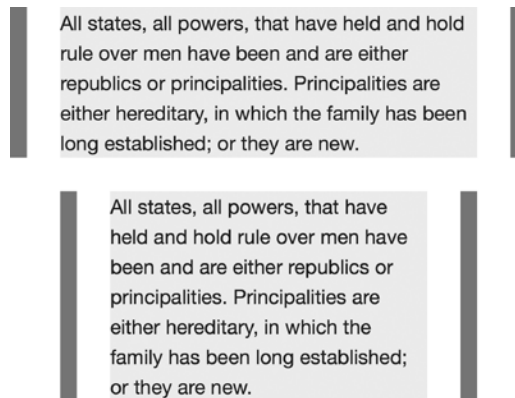 All states, all powers, that have held and hold
rule over men have been and are either
republics or principalities. Principalities are
either hereditary, in which the family has been
long established; or they are new.
All states, all powers, that have
held and hold rule over men have
been and are either republics or
principalities. Principalities are
either hereditary, in which the
family has been long established;
or they are new.